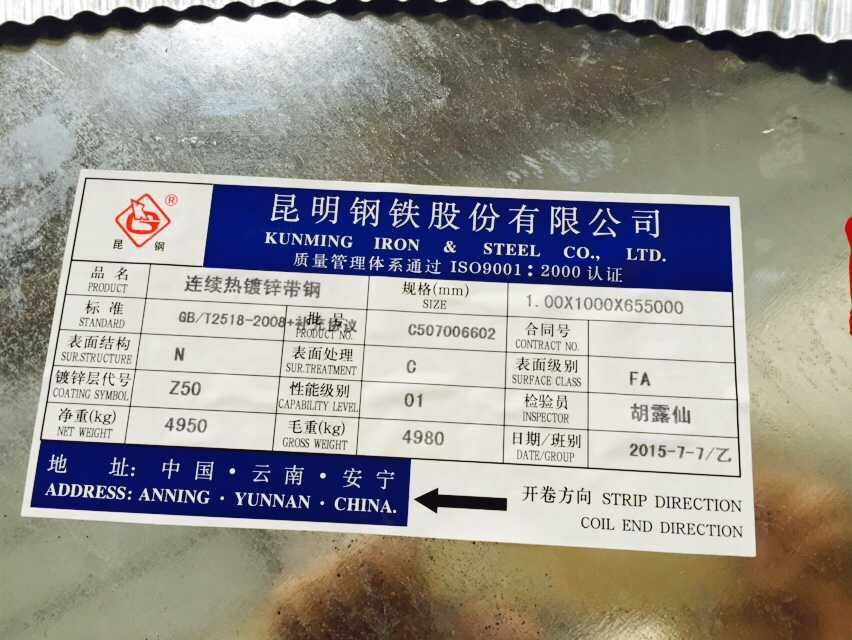 ®
昆 钢
昆明钢铁股份有限公司
KUNMING IRON & STEEL CO., LTD.
质量管理体系通过 ISO9001:2000 认证
品名 连续热镀锌带钢 规格(mm) 1.00X1000X655000
PRODUCT SIZE
标准 GB/T2518-2008+补充协议 批号 C507006602 合同号
STANDARD PRODUCT NO. CONTRACT NO.
表面结构 N 表面处理 C 表面级别 FA
SUR.STRUCTURE SUR.TREATMENT SURFACE CLASS
镀锌层代号 Z50 性能级别 01 检验员 胡露仙
COATING SYMBOL CAPABILITY LEVEL INSPECTOR
净重(kg) 4950 毛重(kg) 4980 日期/班别 2015-7-7/乙
NET WEIGHT GROSS WEIGHT DATE/GROUP
地 址: 中国·云南·安宁
ADDRESS: ANNING · YUNNAN · CHINA.
开卷方向 STRIP DIRECTION
COIL END DIRECTION